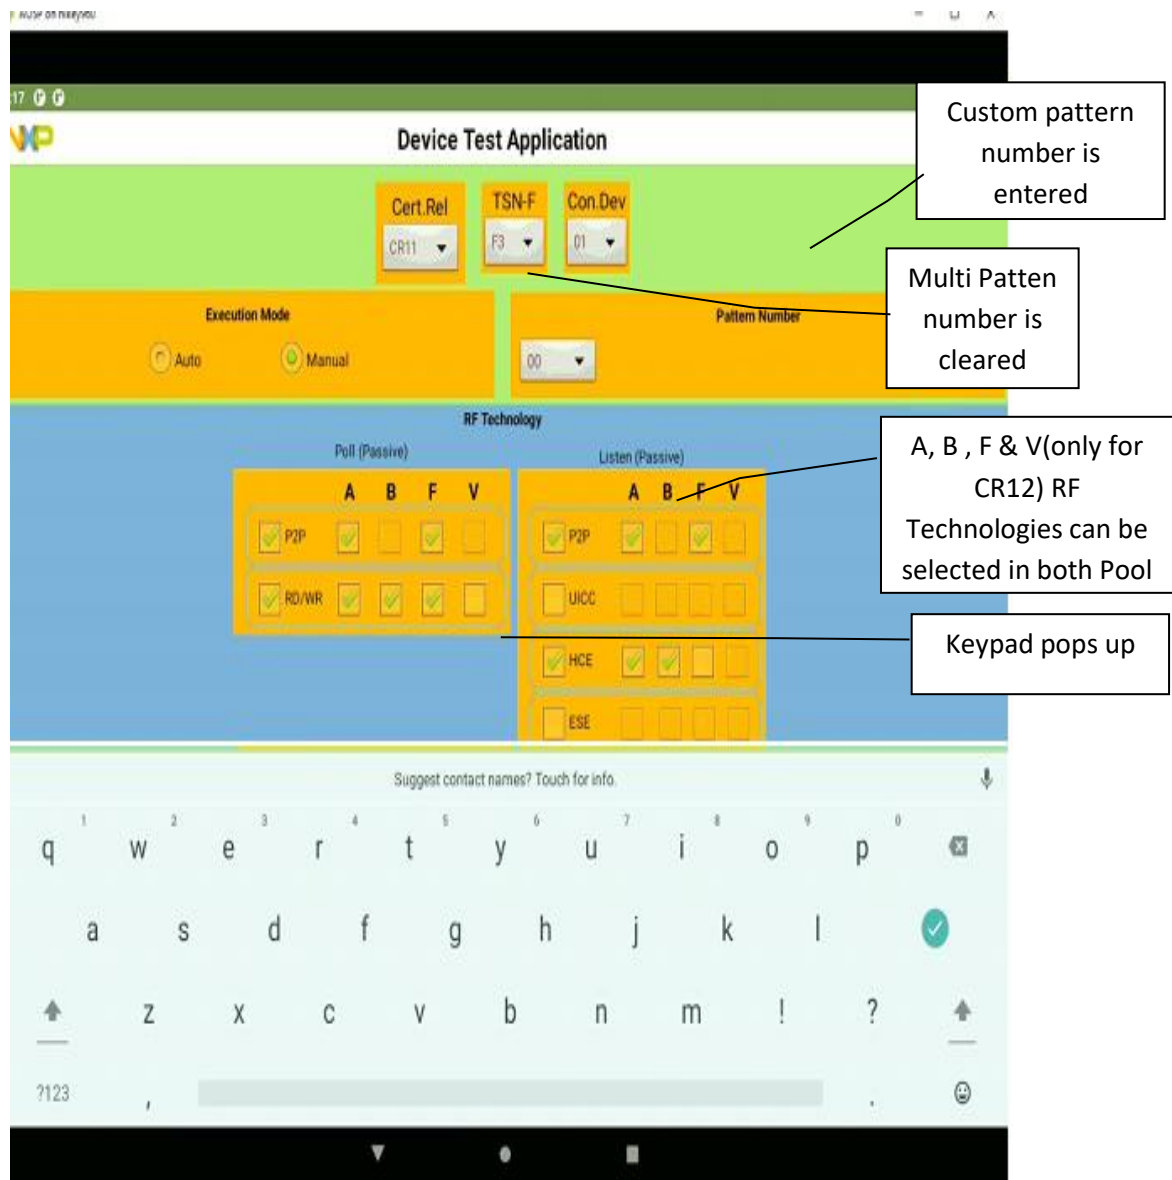 :17
NXP
Device Test Application
Custom pattern
number is
entered
Cert.Rel
TSN-F
Con.Dev
CR11
F3
01
Multi Patten
number is
cleared
Execution Mode
Pattern Number
Auto
Manual
00
RF Technology
Poll (Passive)
Listen (Passive)
A B F V
A B F V
A, B , F & V(only for
CR12) RF
Technologies can be
selected in both Pool
P2P
P2P
RD/WR
UICC
Keypad pops up
HCE
ESE
Suggest contact names? Touch for info.
1 2 3 4 5 6 7 8 9 0
q w e r t y u i o p
a s d f g h j k l
z x c v b n m ! ?
?123 , .